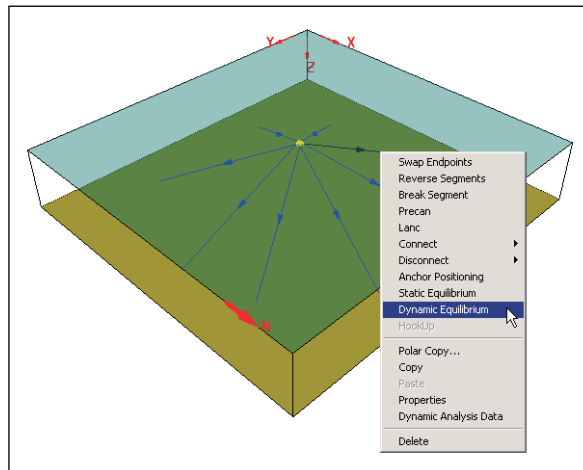 Y
X
Z
N
Swap Endpoints
Reverse Segments
Break Segment
Precan
Lanc
Connect
Disconnect
Anchor Positioning
Static Equilibrium
Dynamic Equilibrium
HookUp
Polar Copy...
Copy
Paste
Properties
Dynamic Analysis Data
Delete